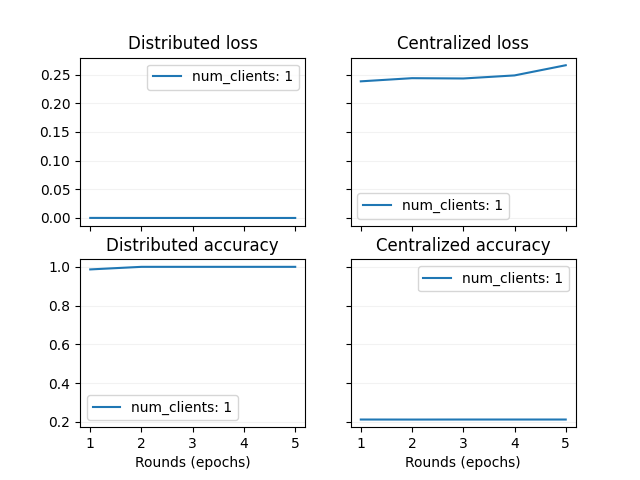 Distributed loss
Centralized loss
0.25
0.20
0.15
0.10
0.05
0.00
num_clients: 1
num_clients: 1
Distributed accuracy
Centralized accuracy
1.0
0.8
0.6
0.4
0.2
num_clients: 1
num_clients: 1
1 2 3 4 5
1 2 3 4 5
Rounds (epochs)
Rounds (epochs)